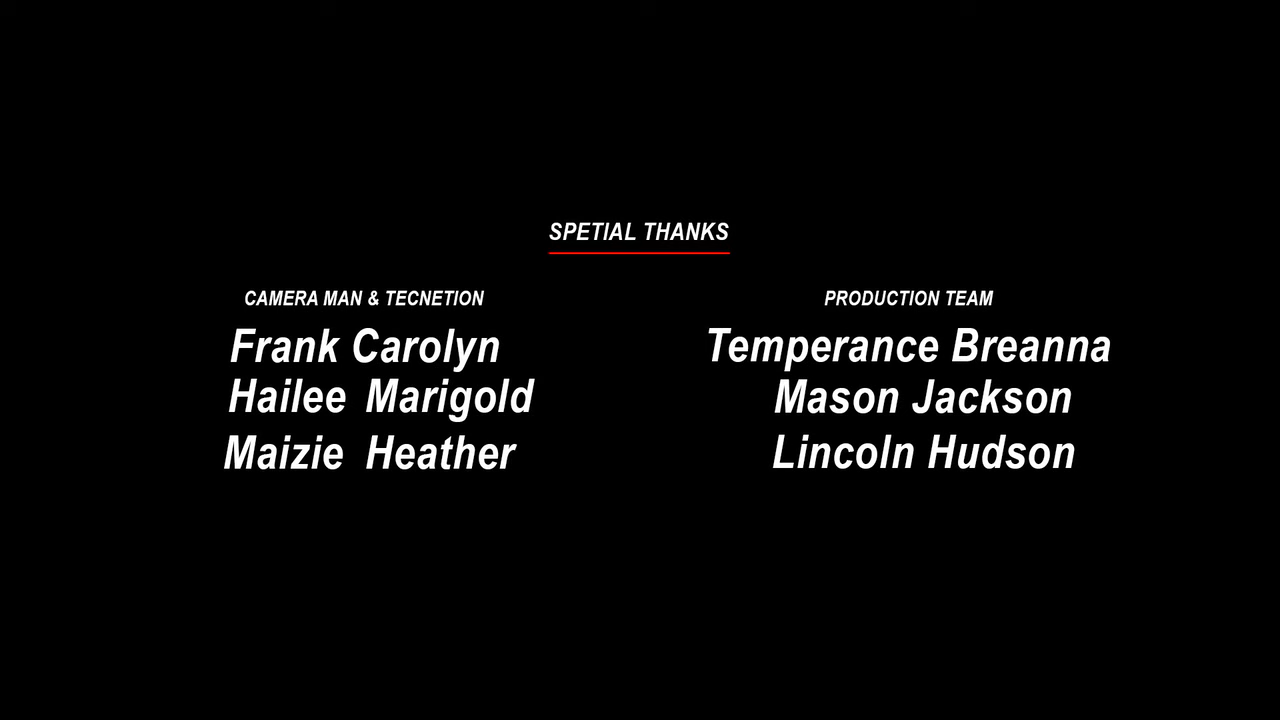 SPETIAL THANKS
CAMERA MAN & TECNETION
Frank Carolyn
Hailee Marigold
Maizie Heather
PRODUCTION TEAM
Temperance Breanna
Mason Jackson
Lincoln Hudson